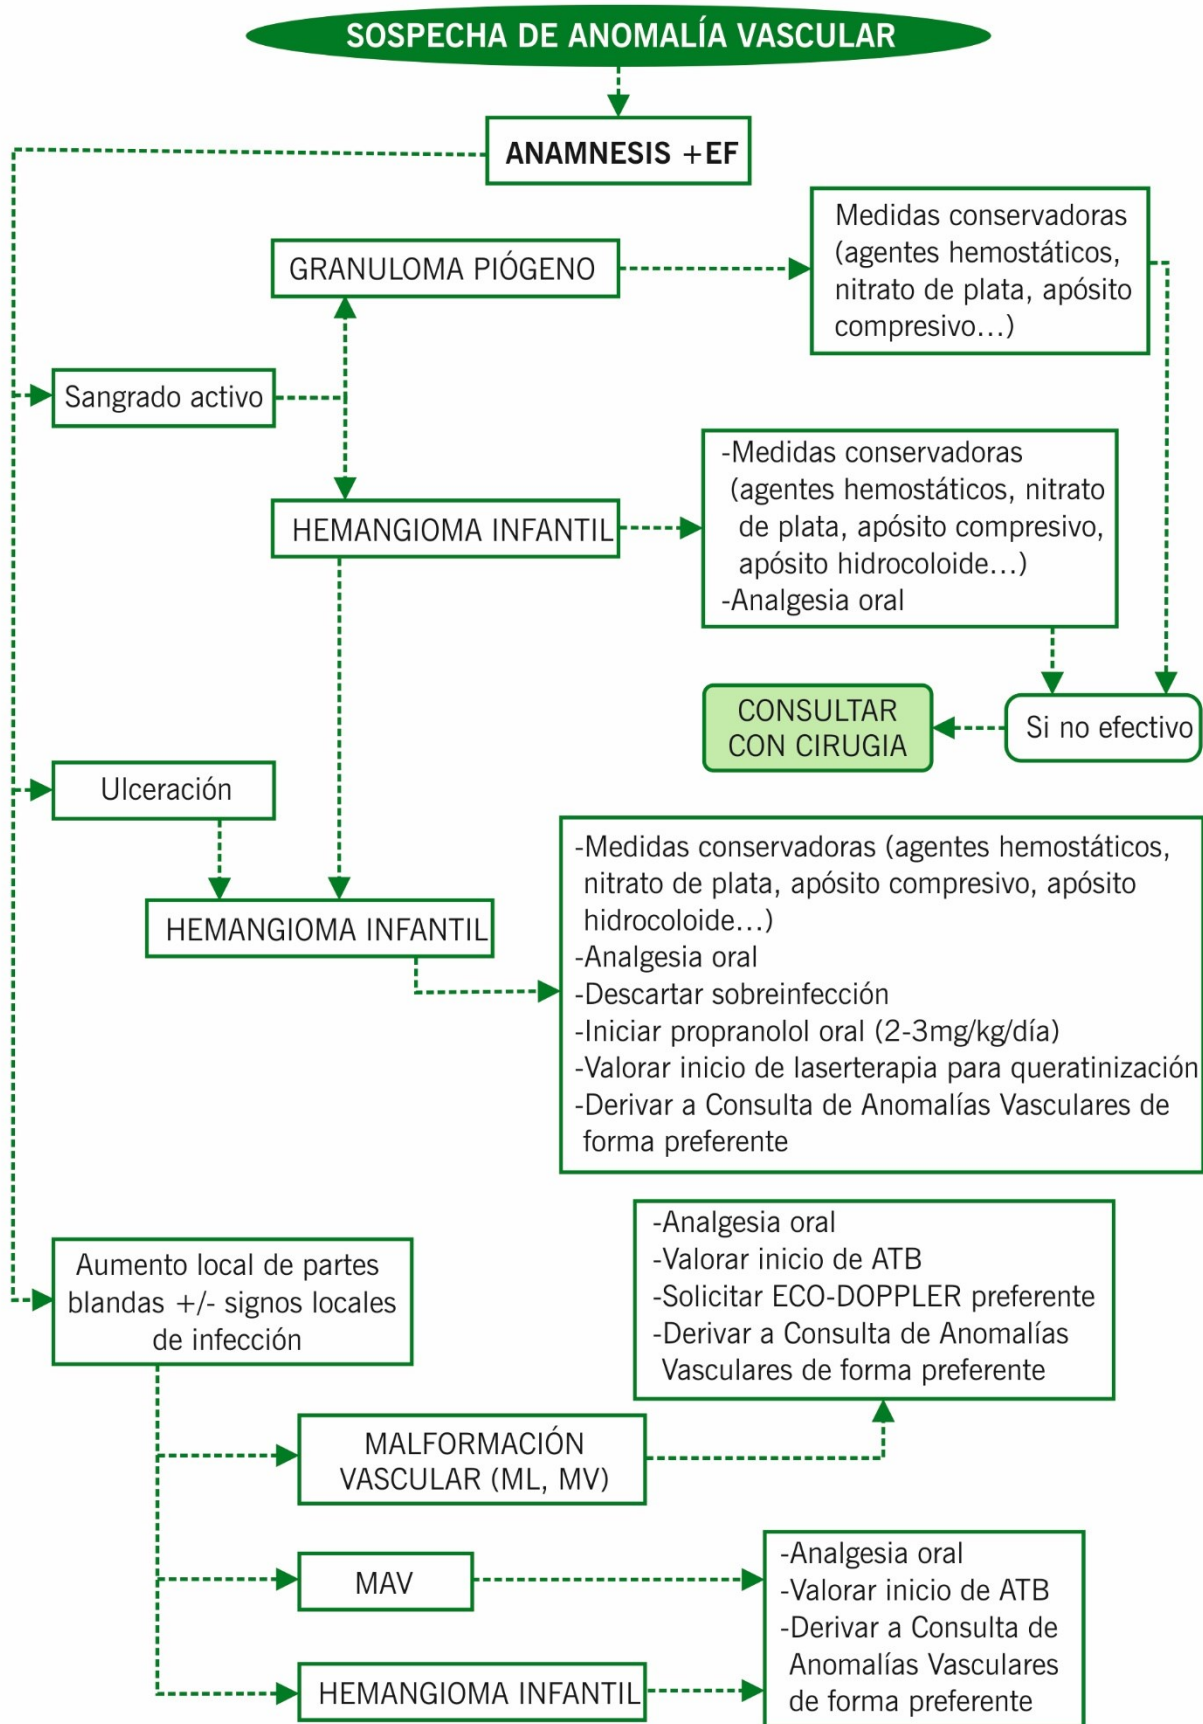 SOSPECHA DE ANOMALÍA VASCULAR
ANAMNESIS +EF
GRANULOMA PIÓGENO
Medidas conservadoras
(agentes hemostáticos,
nitrato de plata, apósito
compresivo...)
Sangrado activo
HEMANGIOMA INFANTIL
-Medidas conservadoras
(agentes hemostáticos, nitrato
de plata, apósito compresivo,
apósito hidrocoloide...)
-Analgesia oral
Si no efectivo
CONSULTAR
CON CIRUGIA
Ulceración
HEMANGIOMA INFANTIL
-Medidas conservadoras (agentes hemostáticos,
nitrato de plata, apósito compresivo, apósito
hidrocoloide...)
-Analgesia oral
-Descartar sobreinfección
-Iniciar propranolol oral (2-3mg/kg/día)
-Valorar inicio de laserterapia para queratinización
-Derivar a Consulta de Anomalías Vasculares de
forma preferente
Aumento local de partes
blandas +/- signos locales
de infección
-Analgesia oral
-Valorar inicio de ATB
-Solicitar ECO-DOPPLER preferente
-Derivar a Consulta de Anomalías
Vasculares de forma preferente
MALFORMACIÓN
VASCULAR (ML, MV)
MAV
HEMANGIOMA INFANTIL
-Analgesia oral
-Valorar inicio de ATB
-Derivar a Consulta de
Anomalías Vasculares
de forma preferente